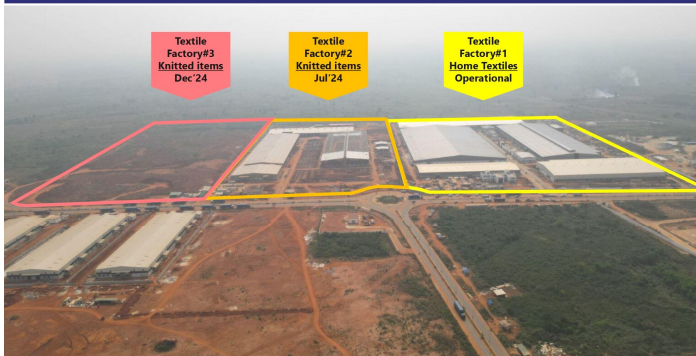 Textile
Factory#3
Knitted items
Dec'24
Textile
Factory#2
Knitted items
Jul'24
Textile
Factory#1
Home Textiles
Operational